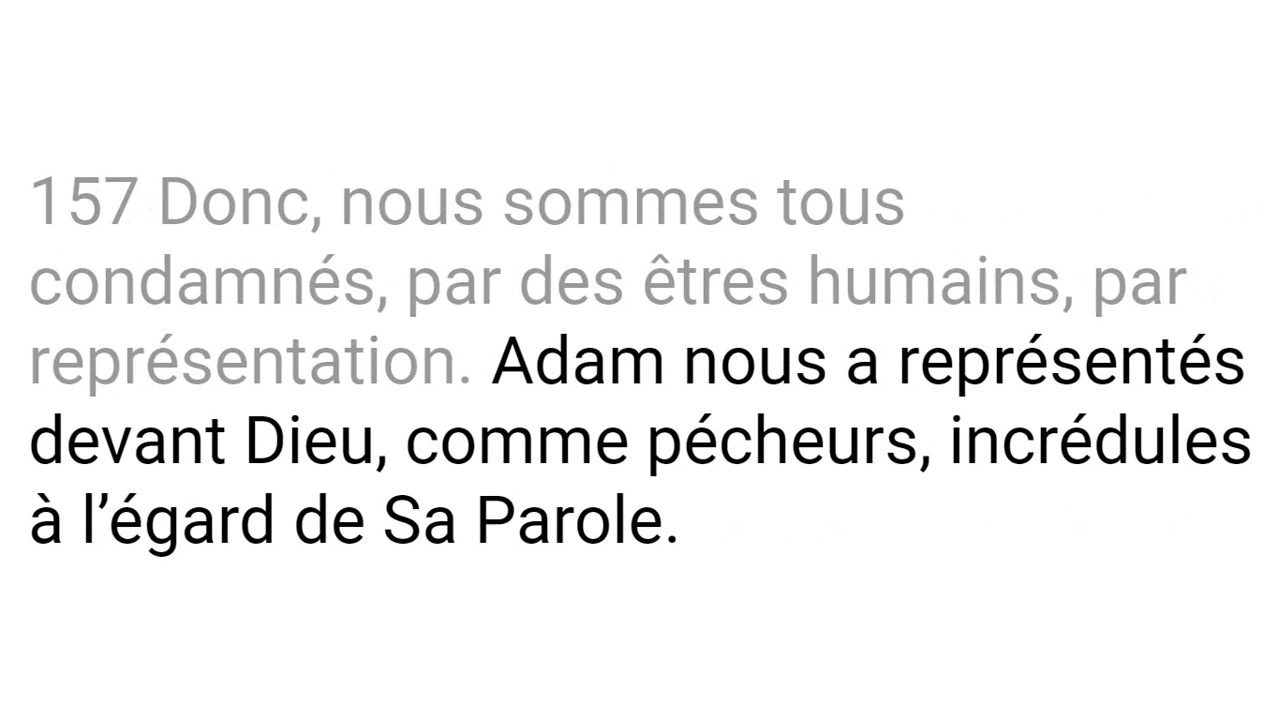 157 Donc, nous sommes tous
condamnés, par des êtres humains, par
représentation. Adam nous a représentés
devant Dieu, comme pécheurs, incrédules
à l’égard de Sa Parole.